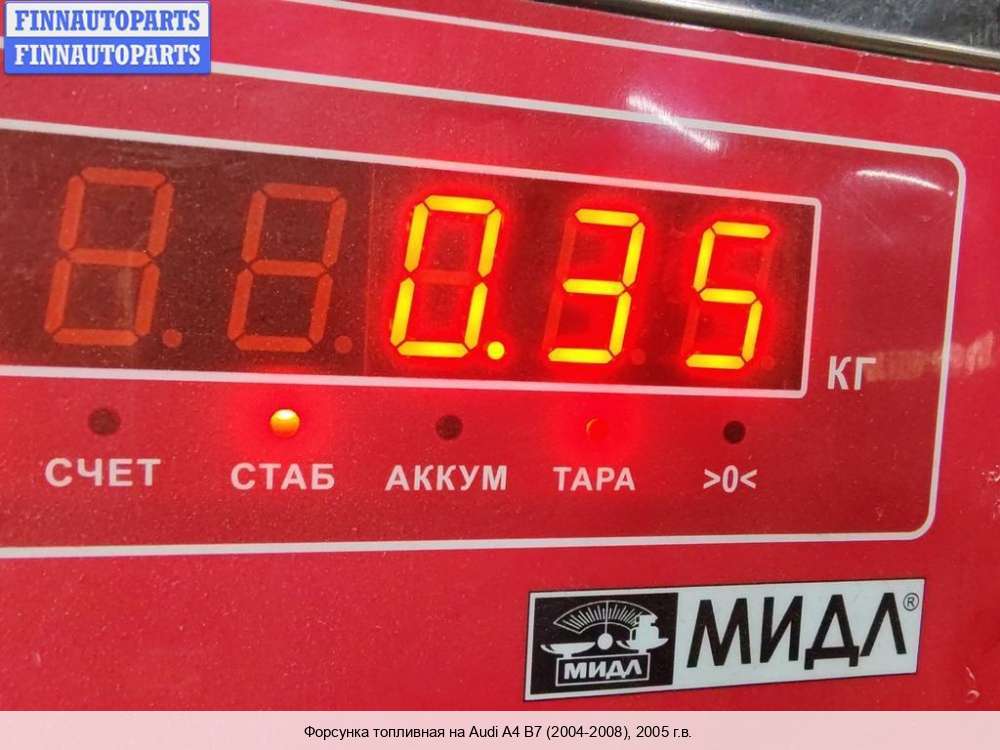 FINNAUTOPARTS
FINNAUTOPARTS
0.35
КГ
СЧЕТ СТАБ АККУМ ТАРА >0<
МИДЛ МИДЛ®
Форсунка топливная на Audi A4 B7 (2004-2008), 2005 г.в.